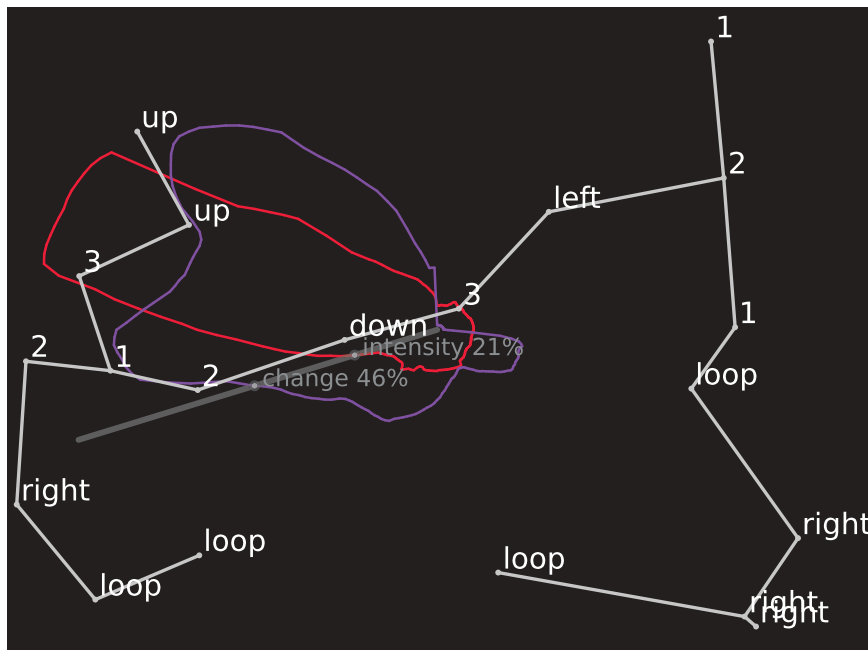 1
up
2
left
up
3
3
1
down
intensity 21%
2
1
2
change 46%
loop
right
right
loop
loop
loop
right
right